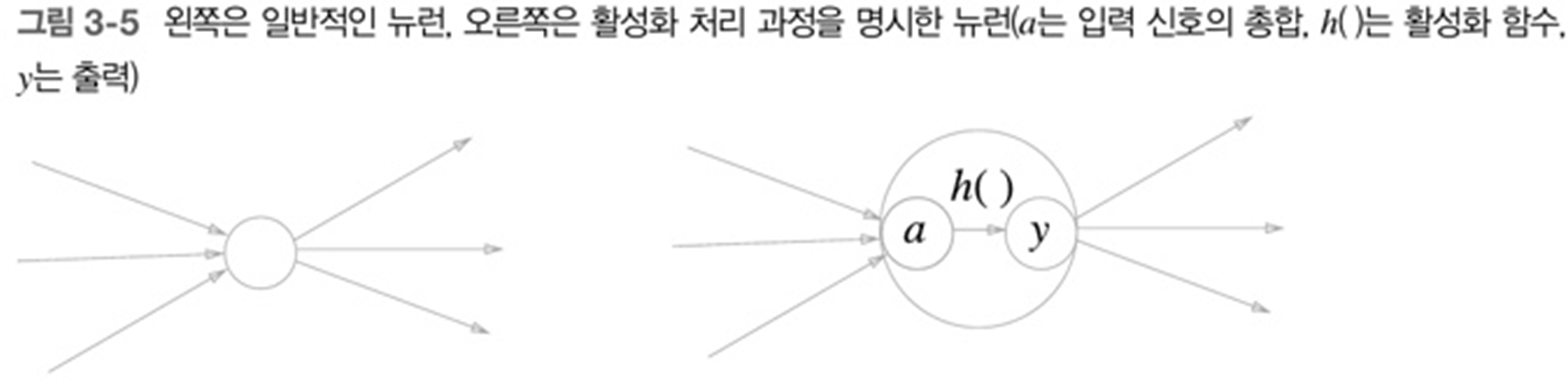 그림 3-5 왼쪽은 일반적인 뉴런, 오른쪽은 활성화 처리 과정을 명시한 뉴런(a는 입력 신호의 총합, h( )는 활성화 함수,
y는 출력)
h( )
a y